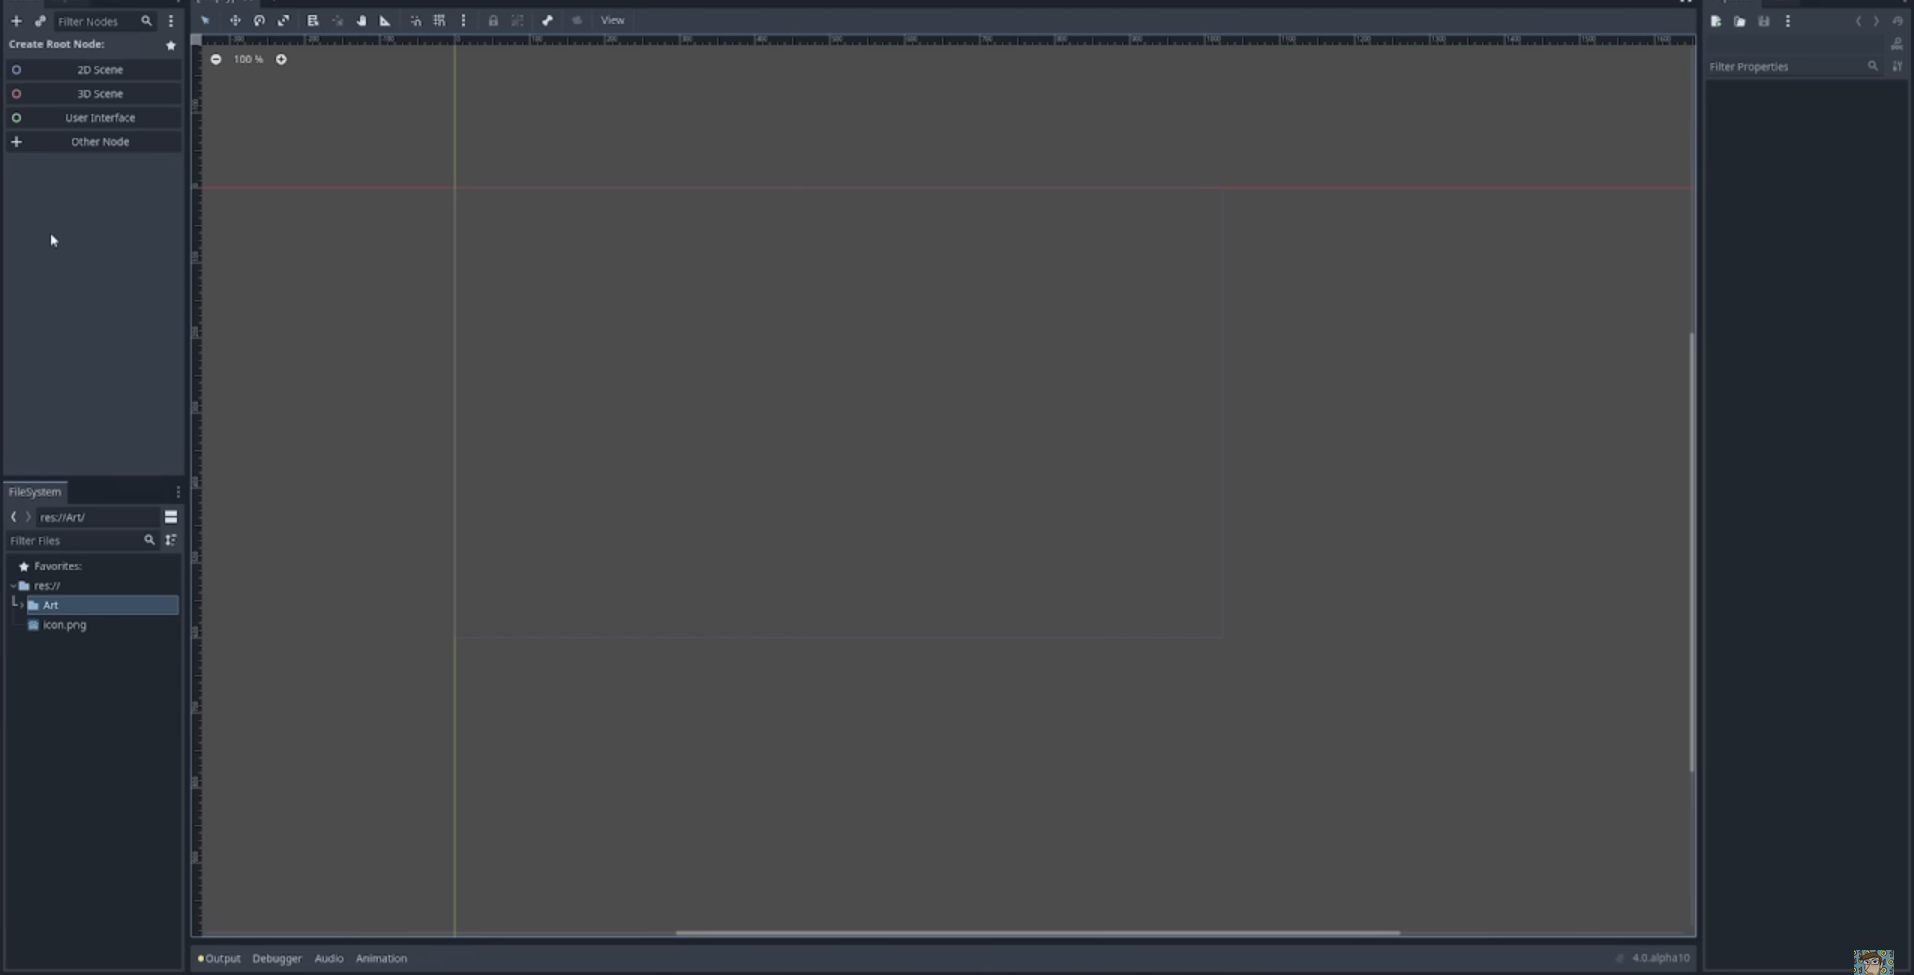 Filter Nodes
View
Create Root Node:
100 %
Filter Properties
2D Scene
3D Scene
User Interface
Other Node
FileSystem
res://Art/
Filter Files
Favorites:
res://
Art
icon.png
Output Debugger Audio Animation
4.0.alpha10